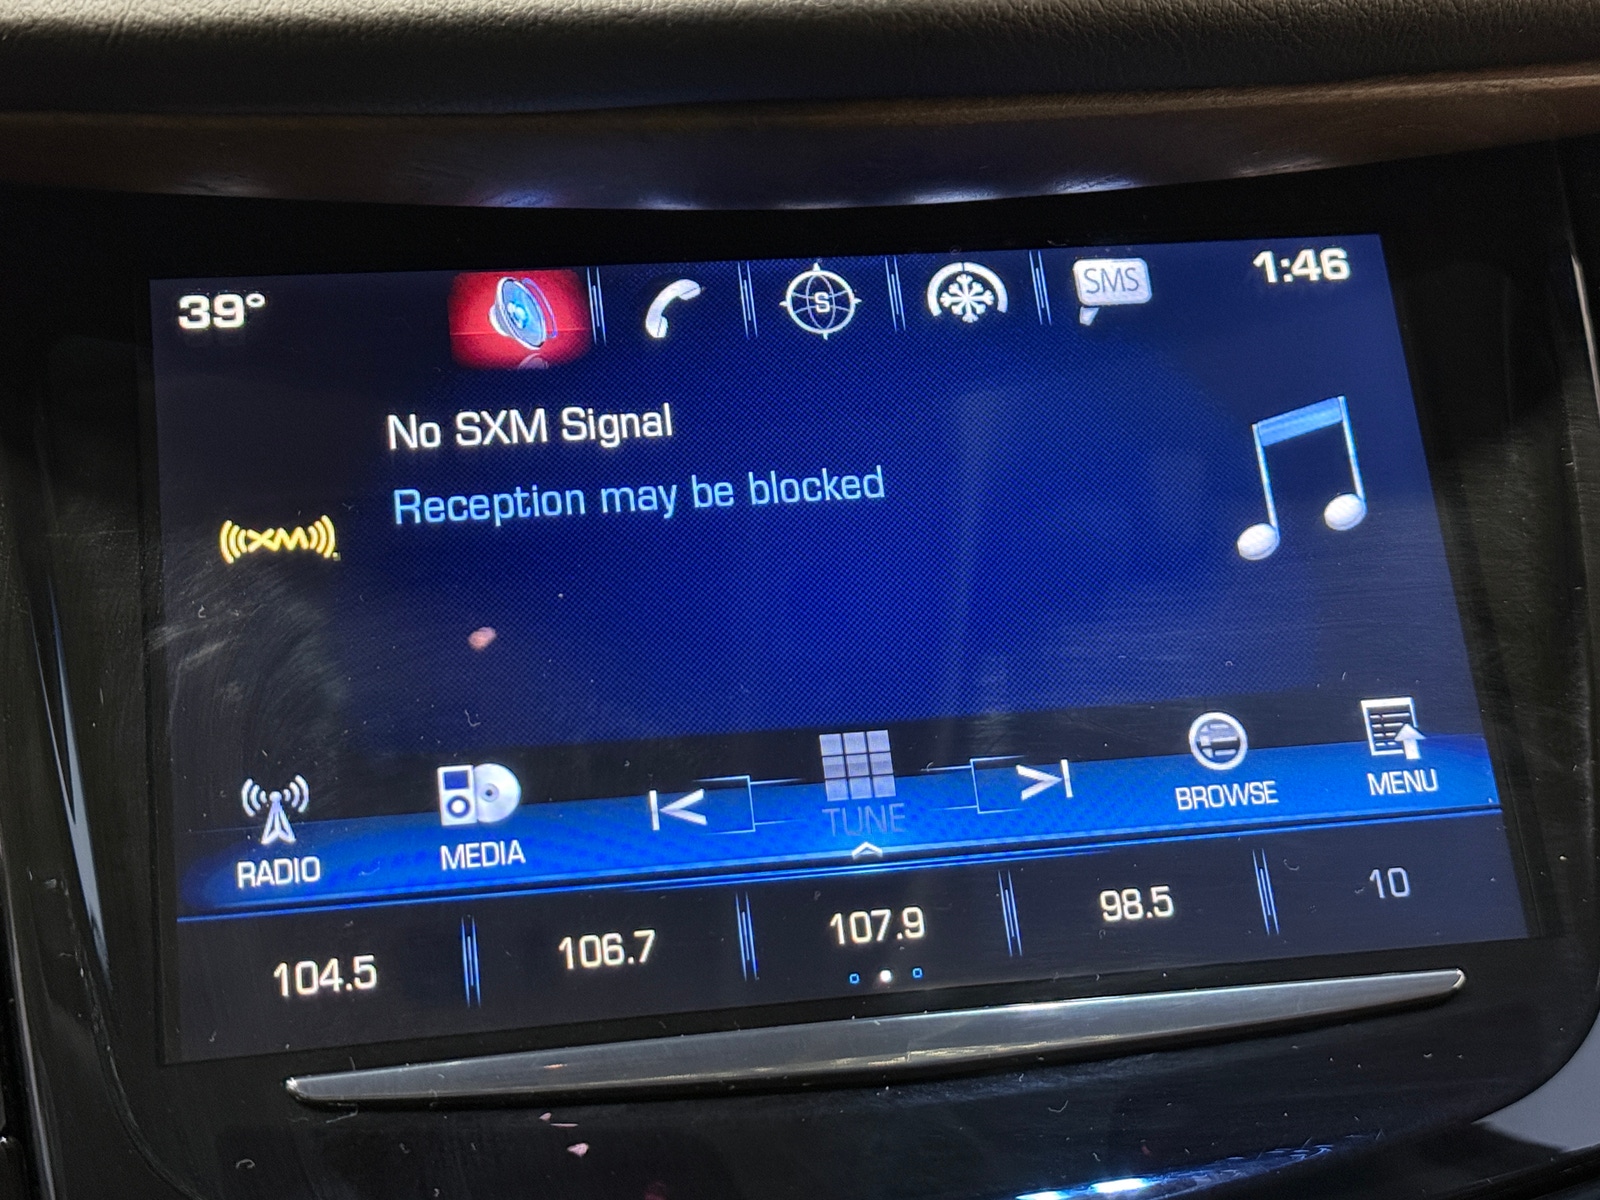 39°
SMS
1:46
No SXM Signal
Reception may be blocked
((XM))
S
RADIO
MEDIA
TUNE
BROWSE
MENU
104.5
106.7
107.9
98.5
10